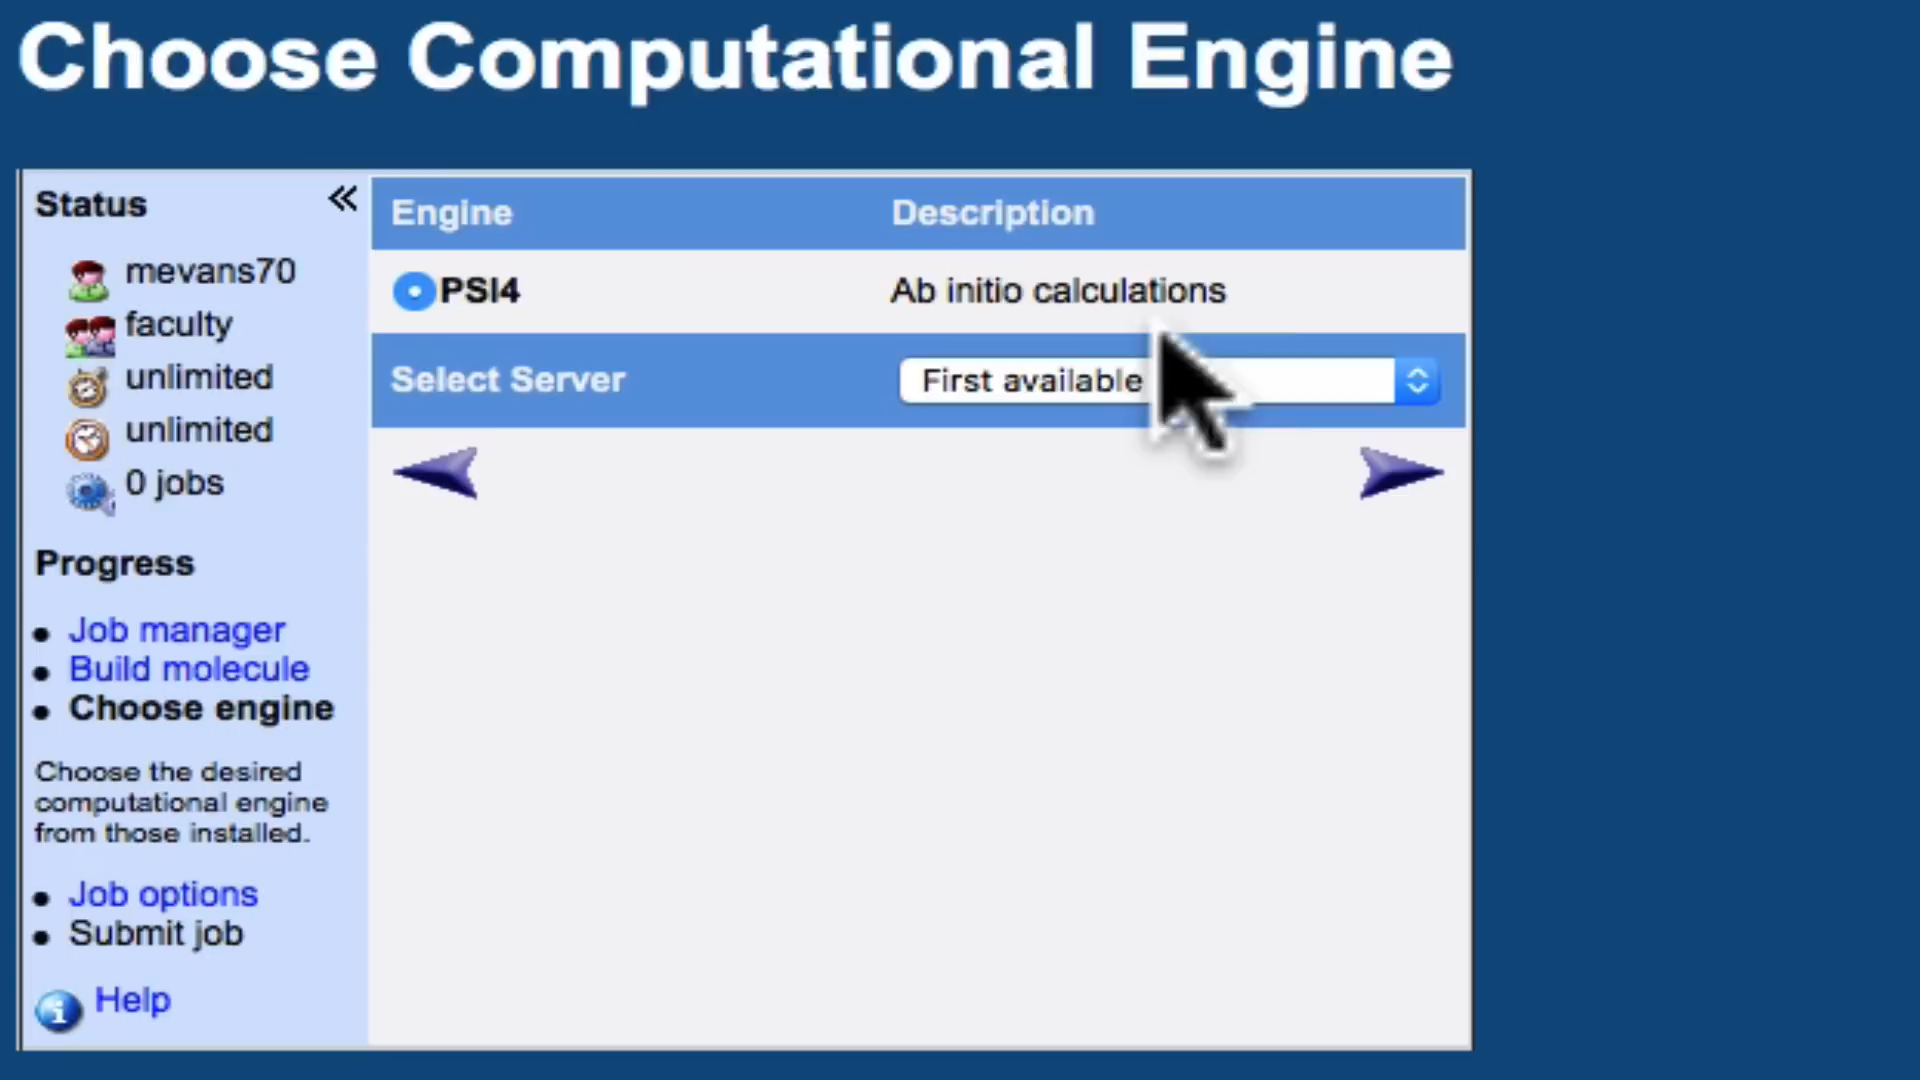 Choose Computational Engine
Status «
mevans70
faculty
unlimited
unlimited
0 jobs
Progress
• Job manager
• Build molecule
• Choose engine
Choose the desired
computational engine
from those installed.
• Job options
• Submit job
Help
Engine Description
PSI4 Ab initio calculations
Select Server First available